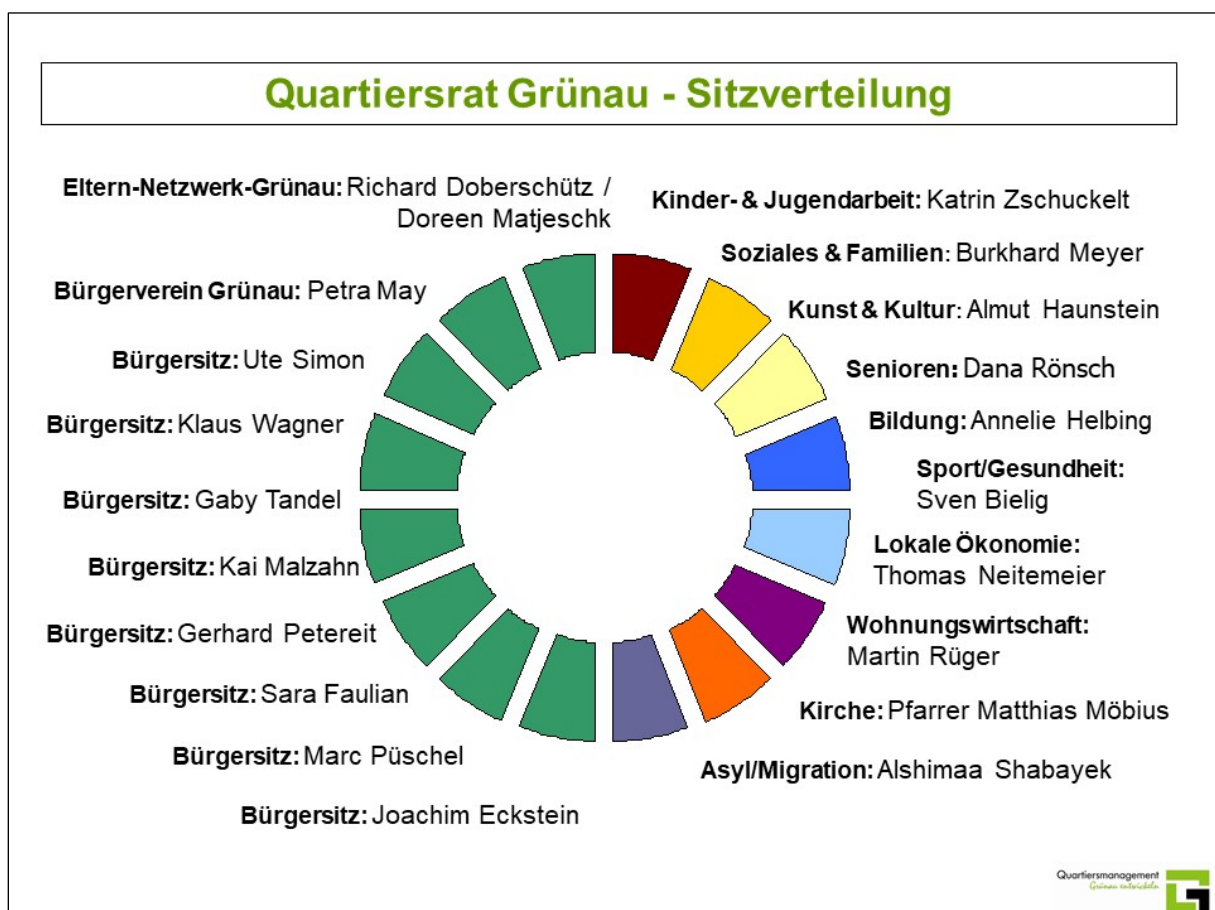 Quartiersrat Grünau - Sitzverteilung
Eltern-Netzwerk-Grünau: Richard Doberschütz /
Doreen Matjeschk
Bürgerverein Grünau: Petra May
Bürgersitz: Ute Simon
Bürgersitz: Klaus Wagner
Bürgersitz: Gaby Tandel
Bürgersitz: Kai Malzahn
Bürgersitz: Gerhard Petereit
Bürgersitz: Sara Faulian
Bürgersitz: Marc Püschel
Bürgersitz: Joachim Eckstein
Kinder- & Jugendarbeit: Katrin Zschuckelt
Soziales & Familien: Burkhard Meyer
Kunst & Kultur: Almut Haunstein
Senioren: Dana Rönsch
Bildung: Annelie Helbing
Sport/Gesundheit:
Sven Bielig
Lokale Ökonomie:
Thomas Neitemeier
Wohnungswirtschaft:
Martin Rüger
Kirche: Pfarrer Matthias Möbius
Asyl/Migration: Alshimaa Shabayek
Quartiersmanagement
Grünau entwickeln